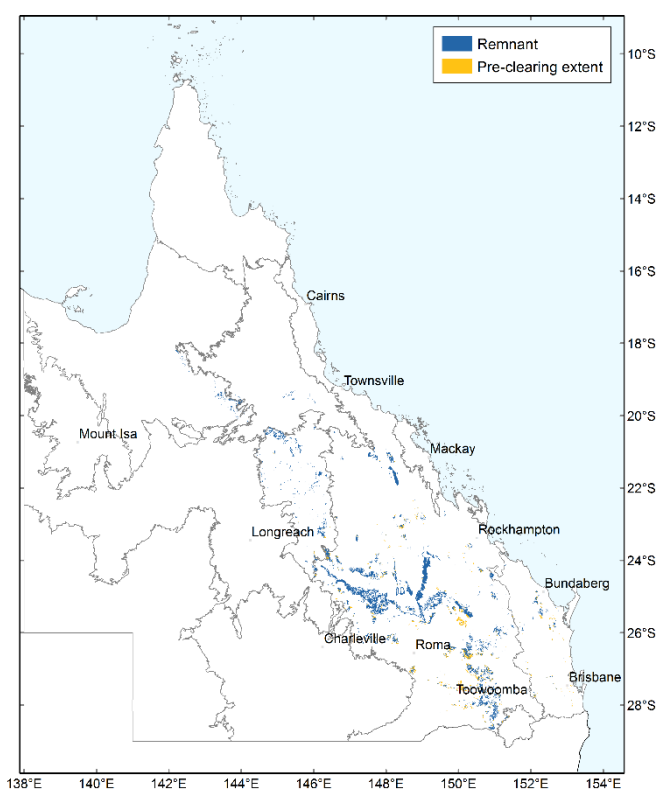 Remnant
Pre-clearing extent
10°S
12°S
14°S
16°S
Cairns
18°S
Townsville
20°S
Mount Isa
Mackay
22°S
Longreach
Rockhampton
24°S
Bundaberg
26°S
Charleville
Roma
Brisbane
Toowoomba
28°S
138°E 140°E 142°E 144°E 146°E 148°E 150°E 152°E 154°E